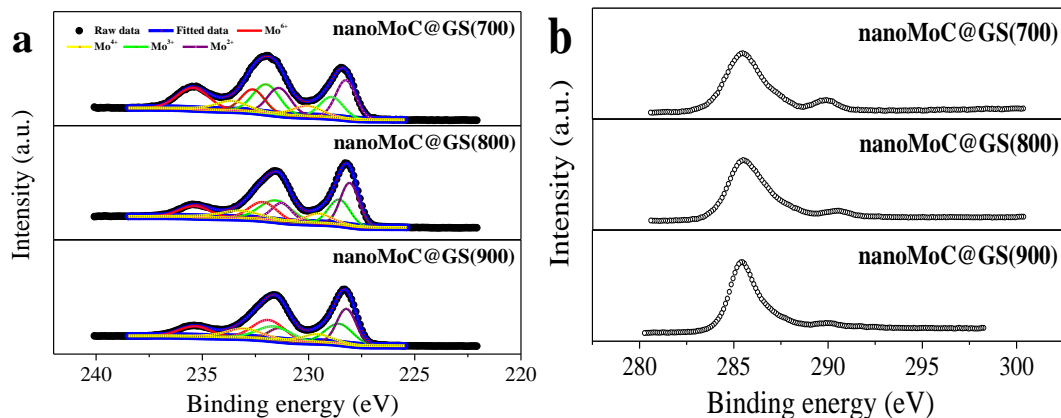 a
Raw data Fitted data Mo6+
Mo4+ Mo3+ Mo2+
nanoMoC@GS(700)
nanoMoC@GS(800)
nanoMoC@GS(900)
Intensity (a.u.)
240 235 230 225 220
Binding energy (eV)
b
nanoMoC@GS(700)
nanoMoC@GS(800)
nanoMoC@GS(900)
Intensity (a.u.)
280 285 290 295 300
Binding energy (eV)